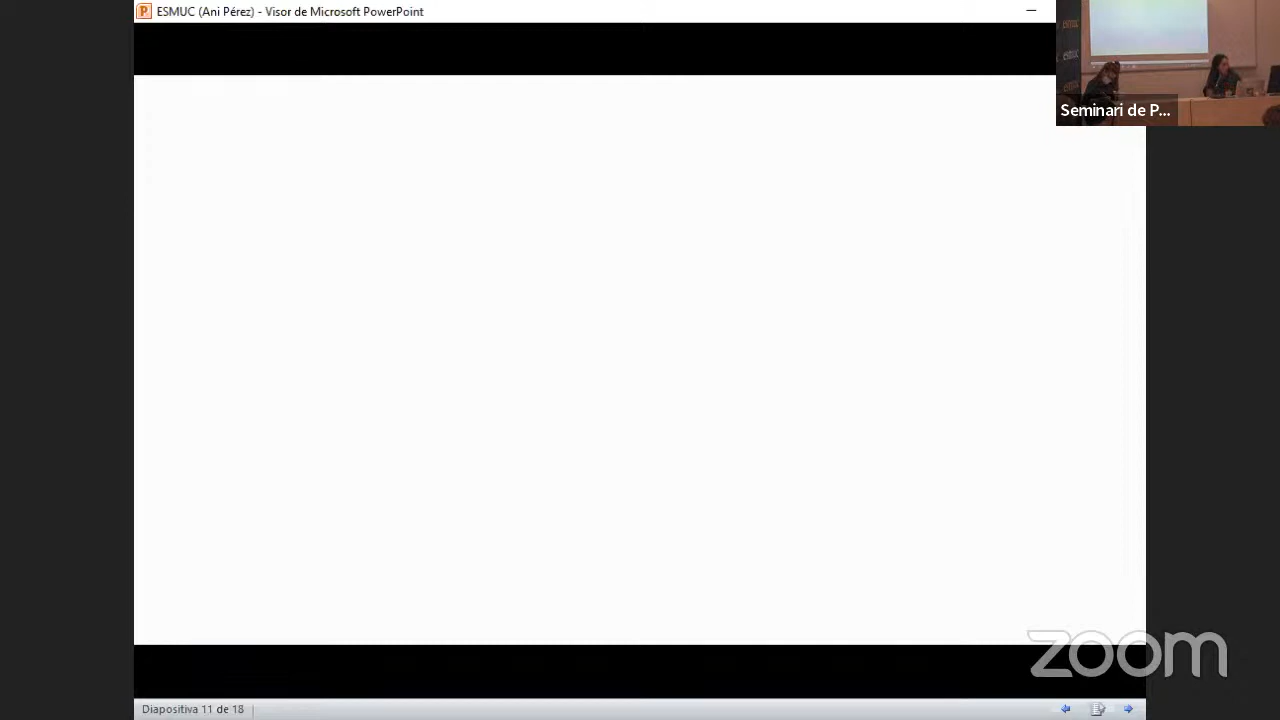 ESMUC (Ani Pérez) - Visor de Microsoft PowerPoint
Seminari de P...
zoom
Diapositiva 11 de 18